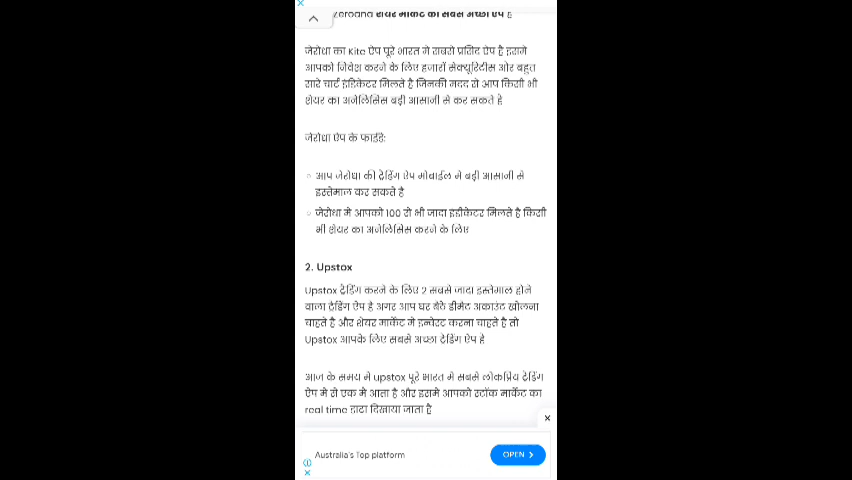 Zerodha शेयर मार्केट का सबसे अच्छा ऐप है
जेरोधा का Kite ऐप पूरे भारत मे सबसे प्रसिद ऐप है इसमे
आपको निवेश करने के लिए हजारों सेक्यूरिटीस ओर बहुत
सारे चार्ट इंडिकेटर मिलते है जिनकी मदद से आप किसी भी
शेयर का अनेलिसिस बड़ी आसानी से कर सकते है
जेरोधा ऐप के फाईदे:
आप जेरोधा की ट्रेडिंग ऐप मोबाईल मे बड़ी आसानी से
इस्तेमाल कर सकते है
जेरोधा मे आपको 100 से भी जादा इंडीकेटर मिलते है किसी
भी शेयर का अनेलिसिस करने के लिए
2. Upstox
Upstox ट्रेडिंग करने के लिए 2 सबसे जादा इस्तेमाल होने
वाला ट्रैडिंग ऐप है अगर आप घर बैठे डीमेट अकाउंट खोलना
चाहते है और शेयर मार्केट मे इन्वेस्ट करना चाहते है तो
Upstox आपके लिए सबसे अच्छा ट्रेडिंग ऐप है
आज के समय मे upstox पूरे भारत मे सबसे लोकप्रिय ट्रेडिंग
ऐप मे से एक मे आता है और इसमे आपको स्टॉक मार्केट का
real time डाटा दिखाया जाता है
Australia's Top platform
OPEN